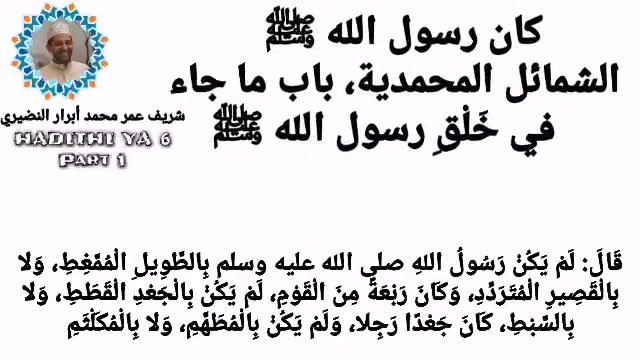 كان رسول الله ﷺ
الشمائل المحمدية، باب ما جاء
في خَلْقِ رسول الله ﷺ
شريف عمر محمد أبرار النضيري
HADITHI YA 6
PART 1
قَالَ: لَمْ يَكُنْ رَسُولُ اللهِ صلى الله عليه وسلم بِالطَّوِيلِ الْمُمَّغِطِ، وَلا
بِالْقَصِيرِ الْمُتَرَدِّدِ، وَكَانَ رَبْعَةً مِنَ الْقَوْمِ، لَمْ يَكُنْ بِالْجَعْدِ الْقَطَطِ، وَلا
بِالسَّبْطِ، كَانَ جَعْدًا رَجِلا، وَلَمْ يَكُنْ بِالْمُطَهَّمِ، وَلا بِالْمُكَلْثَمِ